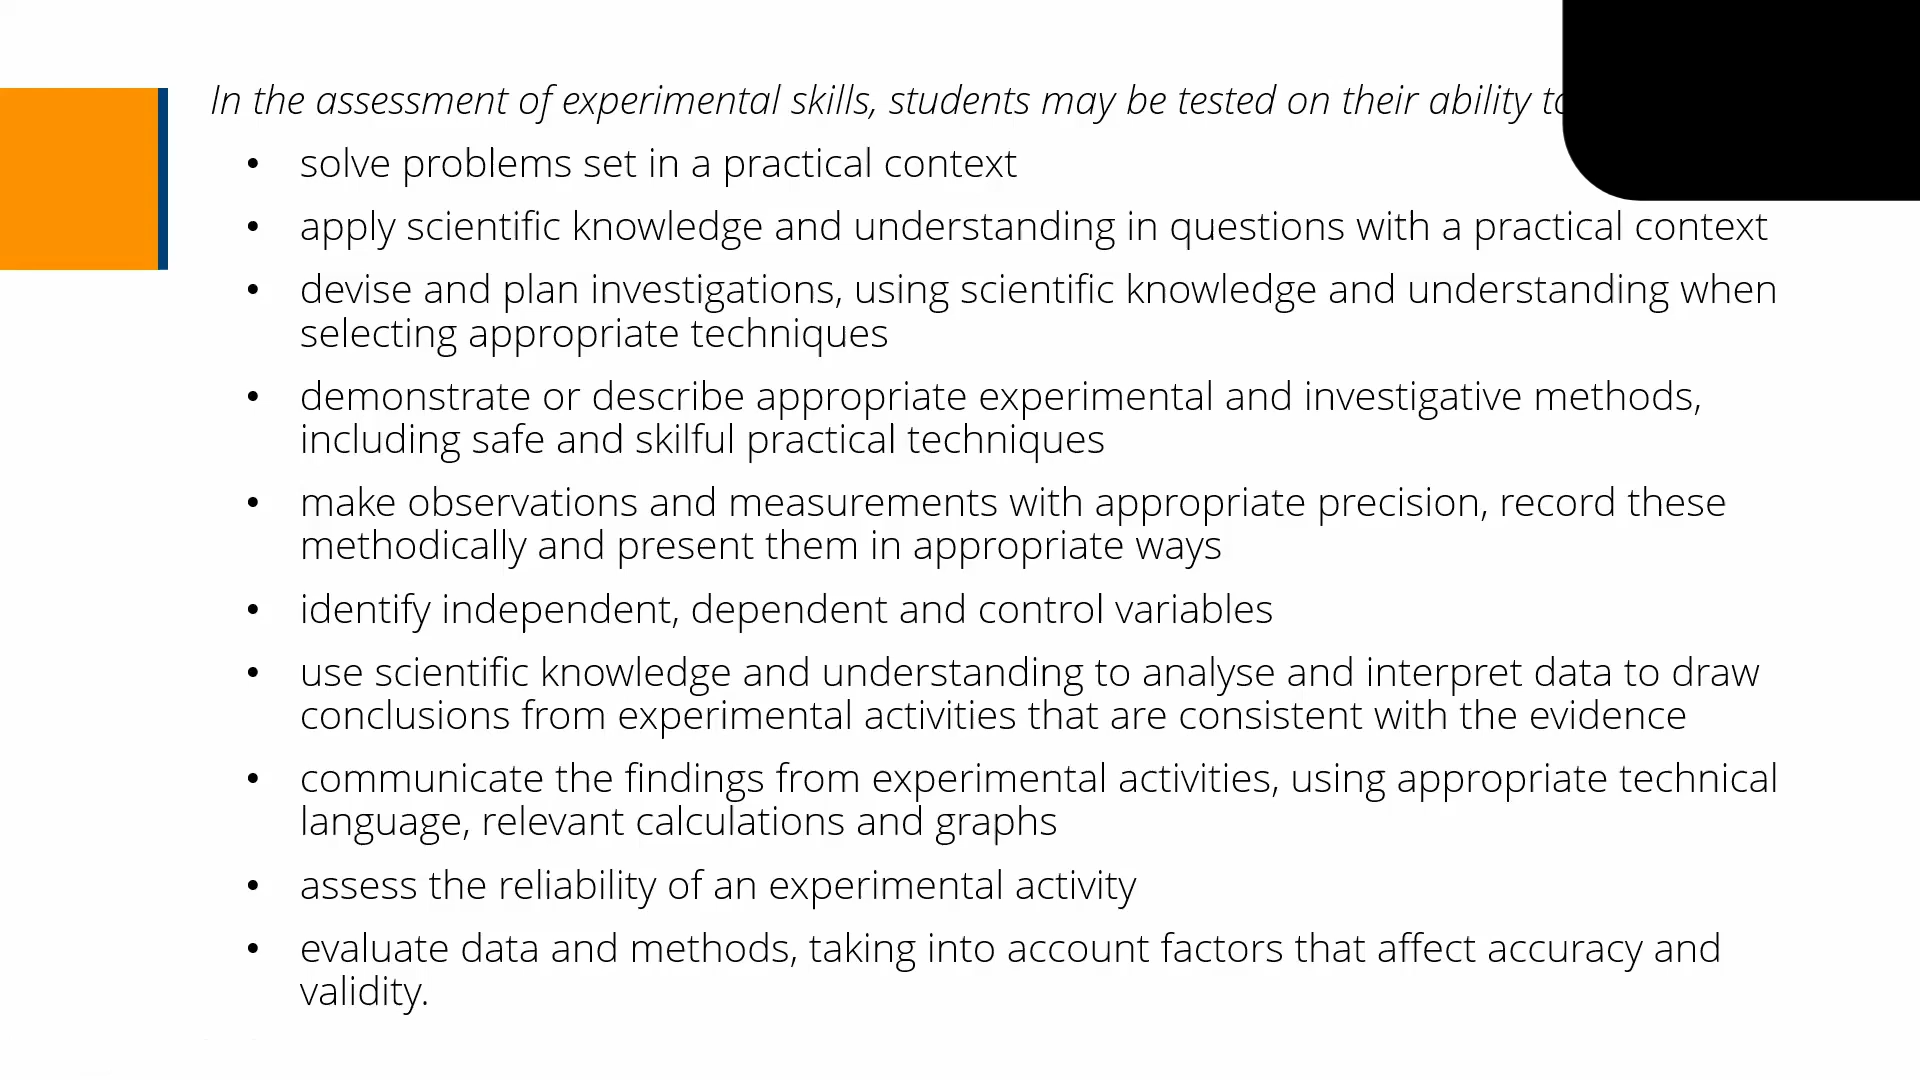 In the assessment of experimental skills, students may be tested on their ability to
• solve problems set in a practical context
• apply scientific knowledge and understanding in questions with a practical context
• devise and plan investigations, using scientific knowledge and understanding when
selecting appropriate techniques
• demonstrate or describe appropriate experimental and investigative methods,
including safe and skilful practical techniques
• make observations and measurements with appropriate precision, record these
methodically and present them in appropriate ways
• identify independent, dependent and control variables
• use scientific knowledge and understanding to analyse and interpret data to draw
conclusions from experimental activities that are consistent with the evidence
• communicate the findings from experimental activities, using appropriate technical
language, relevant calculations and graphs
• assess the reliability of an experimental activity
• evaluate data and methods, taking into account factors that affect accuracy and
validity.